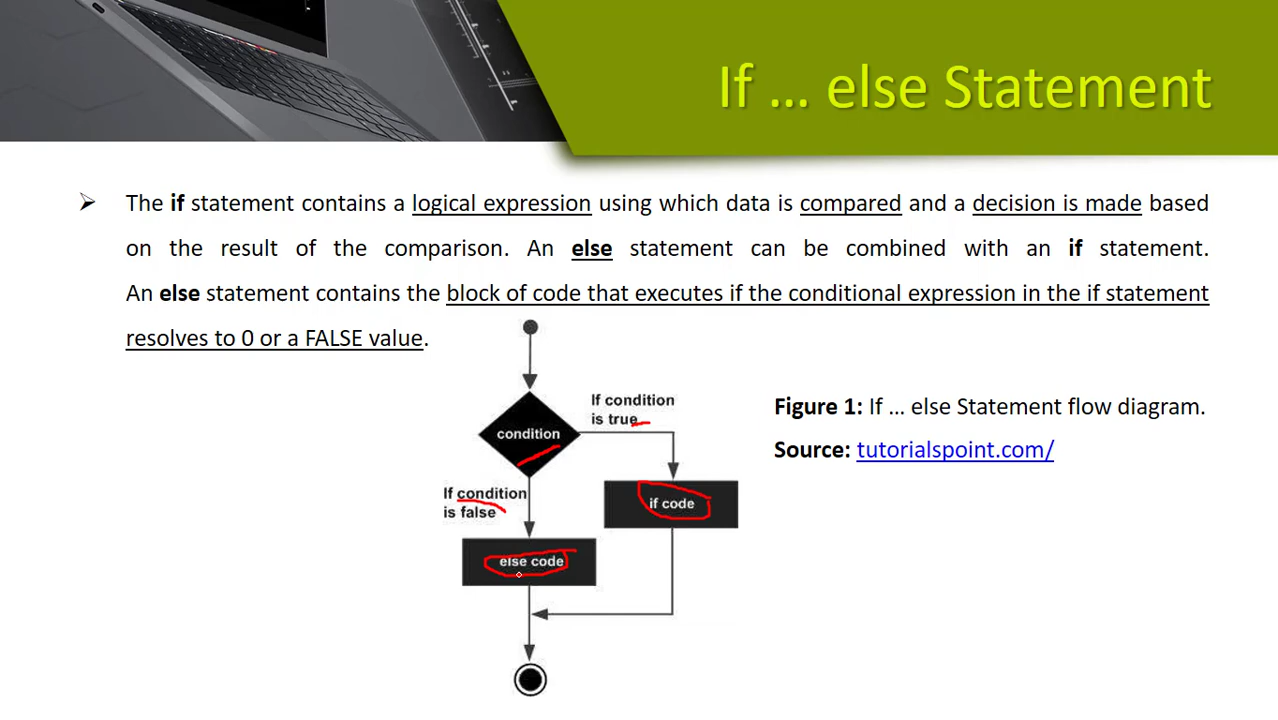 If ... else Statement
The if statement contains a logical expression using which data is compared and a decision is made based
on the result of the comparison. An else statement can be combined with an if statement.
An else statement contains the block of code that executes if the conditional expression in the if statement
resolves to 0 or a FALSE value.
If condition
is true
condition
If condition
is false
if code
else code
Figure 1: If ... else Statement flow diagram.
Source: tutorialspoint.com/